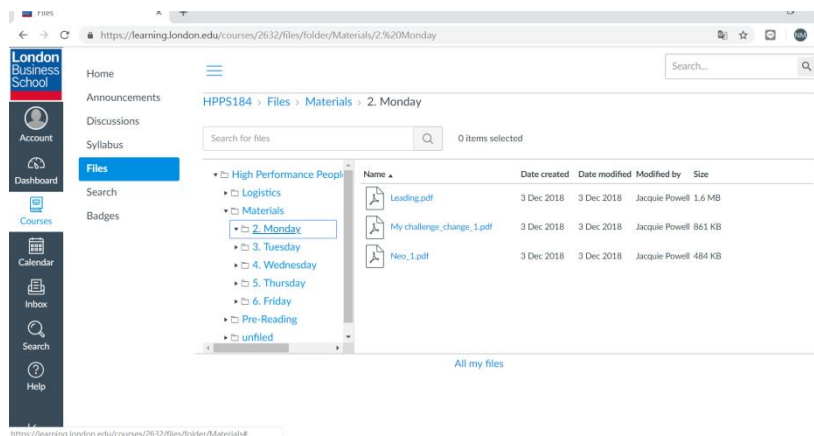 Files
https://learning.london.edu/courses/2632/files/folder/Materials/2.%20Monday
NM
London
Business
School
Account
Dashboard
Courses
Calendar
Inbox
Search
Help
Home
Announcements
Discussions
Syllabus
Files
Search
Badges
Search...
HPPS184 > Files > Materials > 2. Monday
Search for files
0 items selected
High Performance People
Logistics
Materials
2. Monday
3. Tuesday
4. Wednesday
5. Thursday
6. Friday
Pre-Reading
unfiled
Name Date created Date modified Modified by Size
Leading.pdf 3 Dec 2018 3 Dec 2018 Jacquie Powell 1.6 MB
My challenge_change_1.pdf 3 Dec 2018 3 Dec 2018 Jacquie Powell 861 KB
Neo_1.pdf 3 Dec 2018 3 Dec 2018 Jacquie Powell 484 KB
All my files
https://learning.london.edu/courses/2632/files/folder/Materials#